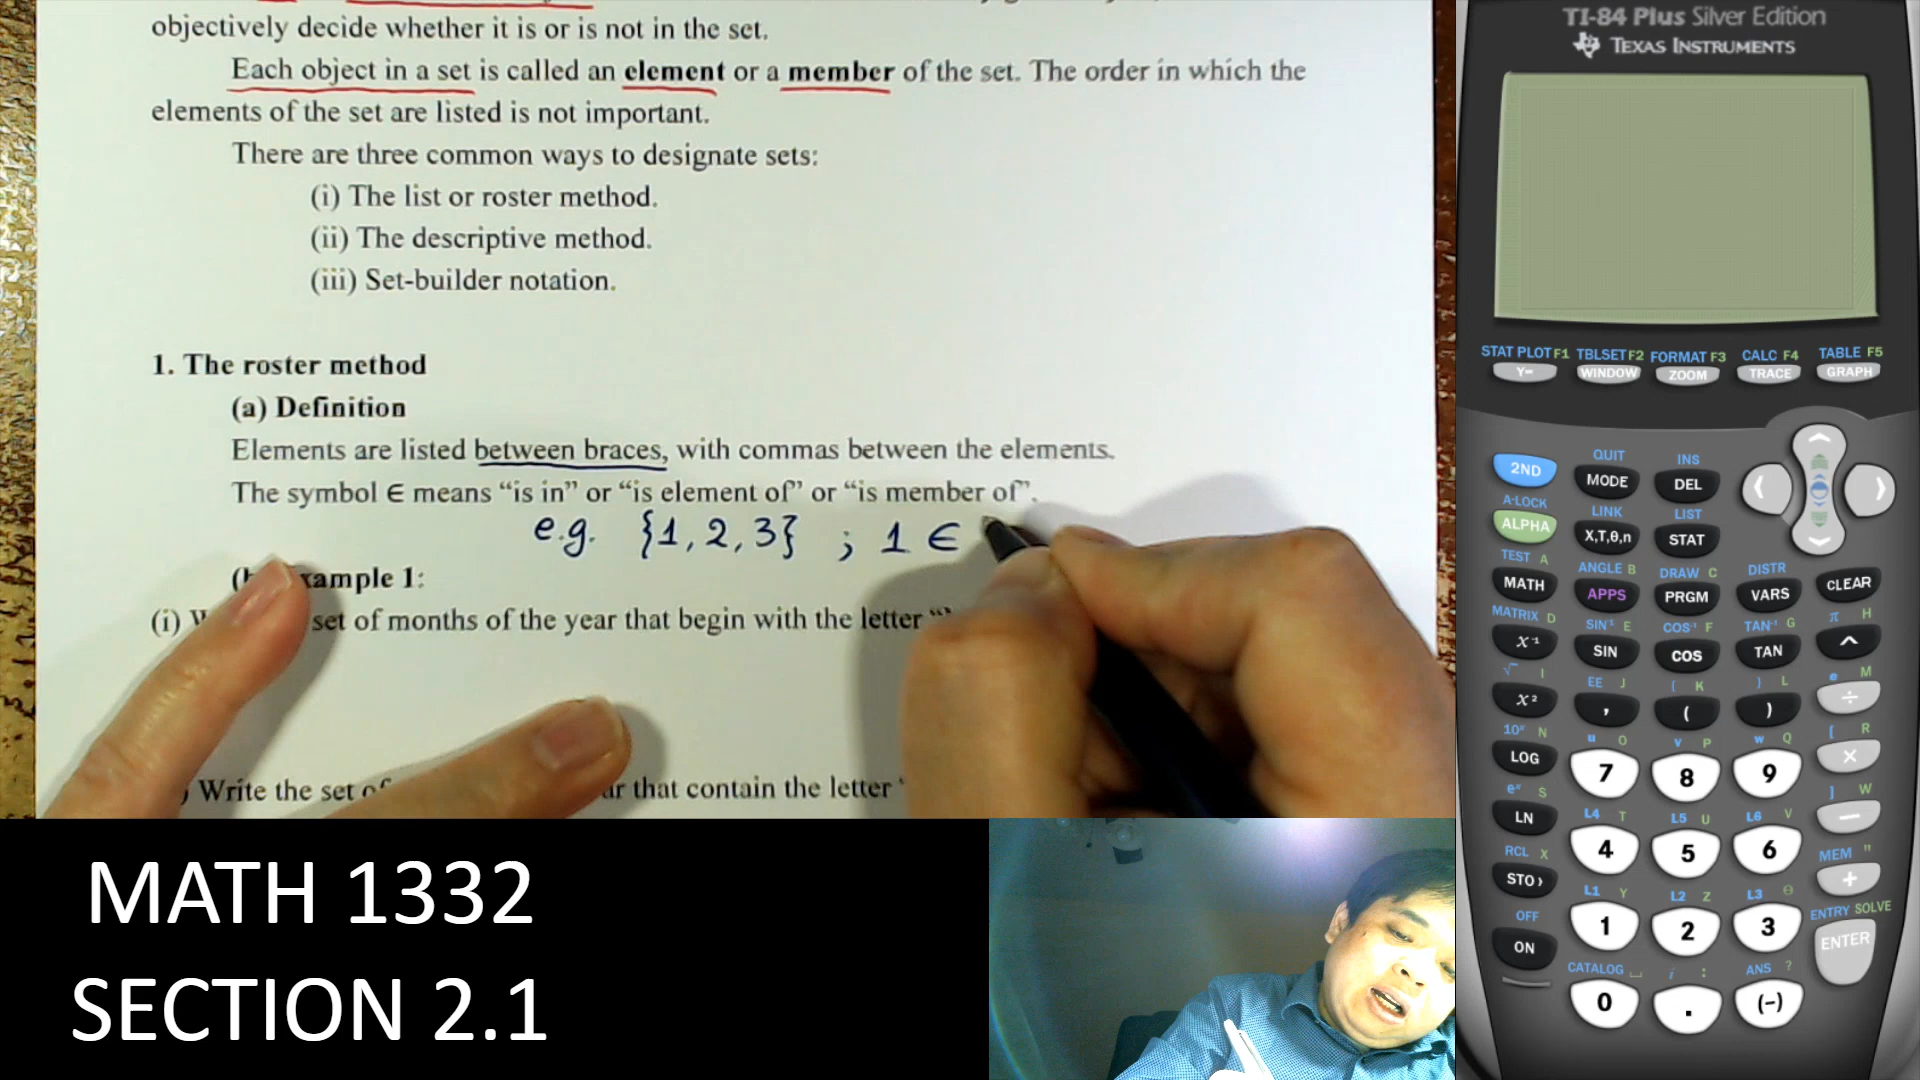 objectively decide whether it is or is not in the set.
Each object in a set is called an element or a member of the set. The order in which the
elements of the set are listed is not important.
There are three common ways to designate sets:
(i) The list or roster method.
(ii) The descriptive method.
(iii) Set-builder notation.
1. The roster method
(a) Definition
Elements are listed between braces, with commas between the elements.
The symbol ∈ means “is in” or “is element of” or “is member of”.
e.g. {1, 2, 3} ; 1 ∈
1:
(i) set of months of the year that begin with the letter
Write the set that contain the letter
MATH 1332
SECTION 2.1
TI-84 Plus Silver Edition
TEXAS INSTRUMENTS
STAT PLOT F1 TBLSET F2 FORMAT F3 CALC F4 TABLE F5
Y= WINDOW ZOOM TRACE GRAPH
QUIT INS
2ND MODE DEL
A-LOCK LINK LIST
ALPHA X,T,θ,n STAT
TEST A ANGLE B DRAW C DISTR
MATH APPS PRGM VARS CLEAR
MATRIX D SIN⁻¹ E COS⁻¹ F TAN⁻¹ G π H
X⁻¹ SIN COS TAN ^
√ I EE J { K } L e M
X² , ( ) ÷
10ˣ N u O v P w Q [ R
LOG 7 8 9 ×
eˣ S L4 T L5 U L6 V ] W
LN 4 5 6 −
RCL X L1 Y L2 Z L3 θ MEM "
STO› 1 2 3 +
OFF CATALOG ⎵ i : ANS ? ENTRY SOLVE
ON 0 . (−) ENTER